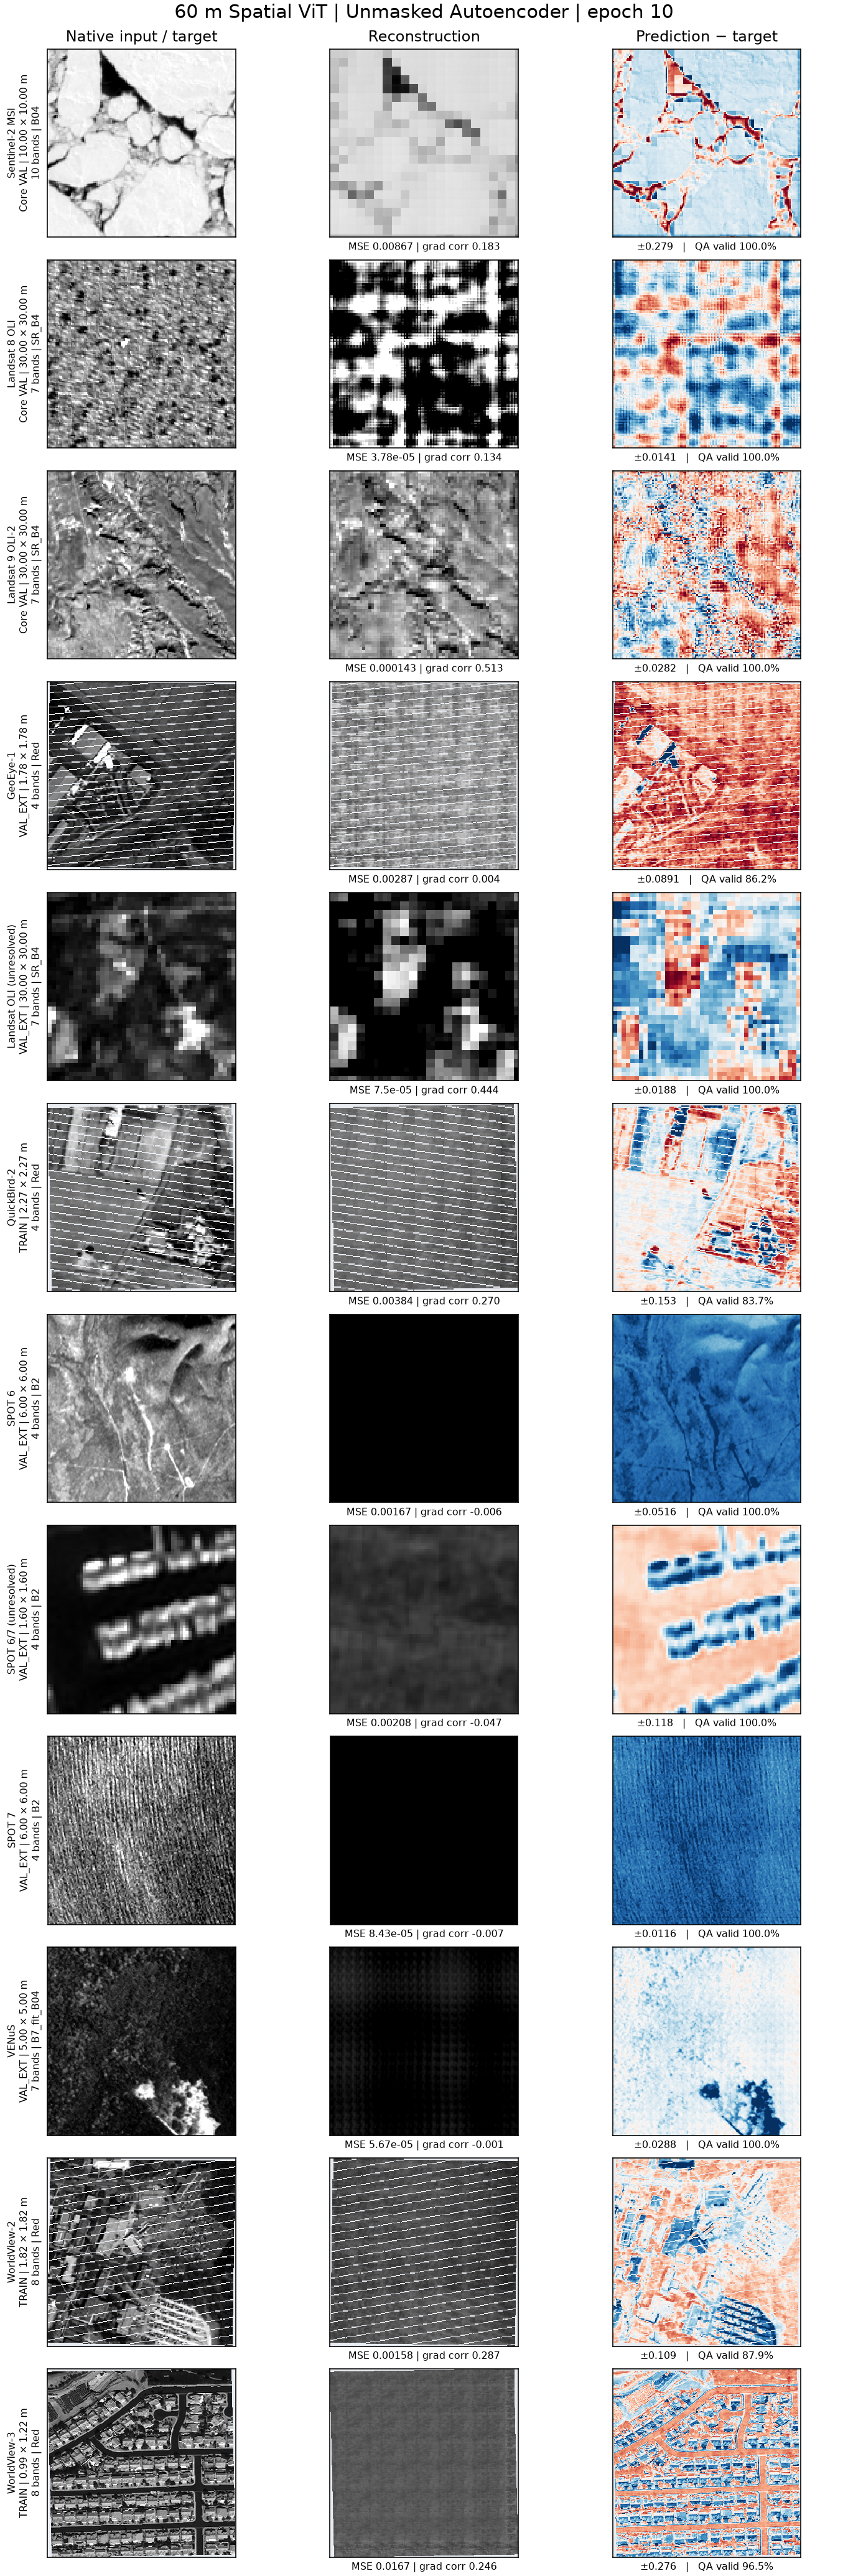 60 m Spatial ViT | Unmasked Autoencoder | epoch 10
Native input / target
Reconstruction
Prediction − target
Sentinel-2 MSI
Core VAL | 10.00 × 10.00 m
10 bands | B04
MSE 0.00867 | grad corr 0.183
±0.279 | QA valid 100.0%
Landsat 8 OLI
Core VAL | 30.00 × 30.00 m
7 bands | SR_B4
MSE 3.78e-05 | grad corr 0.134
±0.0141 | QA valid 100.0%
Landsat 9 OLI-2
Core VAL | 30.00 × 30.00 m
7 bands | SR_B4
MSE 0.000143 | grad corr 0.513
±0.0282 | QA valid 100.0%
GeoEye-1
VAL_EXT | 1.78 × 1.78 m
4 bands | Red
MSE 0.00287 | grad corr 0.004
±0.0891 | QA valid 86.2%
Landsat OLI (unresolved)
VAL_EXT | 30.00 × 30.00 m
7 bands | SR_B4
MSE 7.5e-05 | grad corr 0.444
±0.0188 | QA valid 100.0%
QuickBird-2
TRAIN | 2.27 × 2.27 m
4 bands | Red
MSE 0.00384 | grad corr 0.270
±0.153 | QA valid 83.7%
SPOT 6
VAL_EXT | 6.00 × 6.00 m
4 bands | B2
MSE 0.00167 | grad corr -0.006
±0.0516 | QA valid 100.0%
SPOT 6/7 (unresolved)
VAL_EXT | 1.60 × 1.60 m
4 bands | B2
MSE 0.00208 | grad corr -0.047
±0.118 | QA valid 100.0%
SPOT 7
VAL_EXT | 6.00 × 6.00 m
4 bands | B2
MSE 8.43e-05 | grad corr -0.007
±0.0116 | QA valid 100.0%
VENuS
VAL_EXT | 5.00 × 5.00 m
7 bands | B7_fit_B04
MSE 5.67e-05 | grad corr -0.001
±0.0288 | QA valid 100.0%
WorldView-2
TRAIN | 1.82 × 1.82 m
8 bands | Red
MSE 0.00158 | grad corr 0.287
±0.109 | QA valid 87.9%
WorldView-3
TRAIN | 0.99 × 1.22 m
8 bands | Red
MSE 0.0167 | grad corr 0.246
±0.276 | QA valid 96.5%